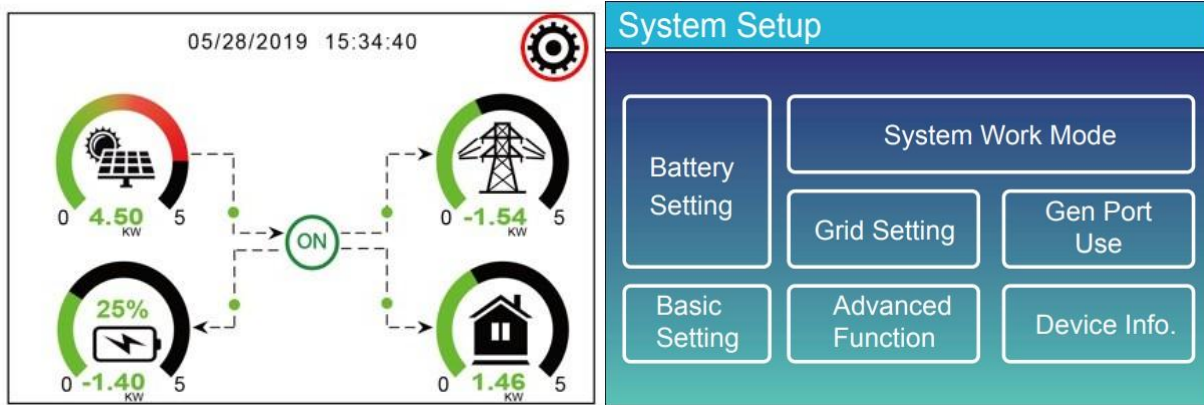 05/28/2019 15:34:40
0 4.50 5
KW
0 -1.54 5
KW
ON
25%
0 -1.40 5
KW
0 1.46 5
KW
System Setup
Battery
Setting
System Work Mode
Grid Setting
Gen Port
Use
Basic
Setting
Advanced
Function
Device Info.